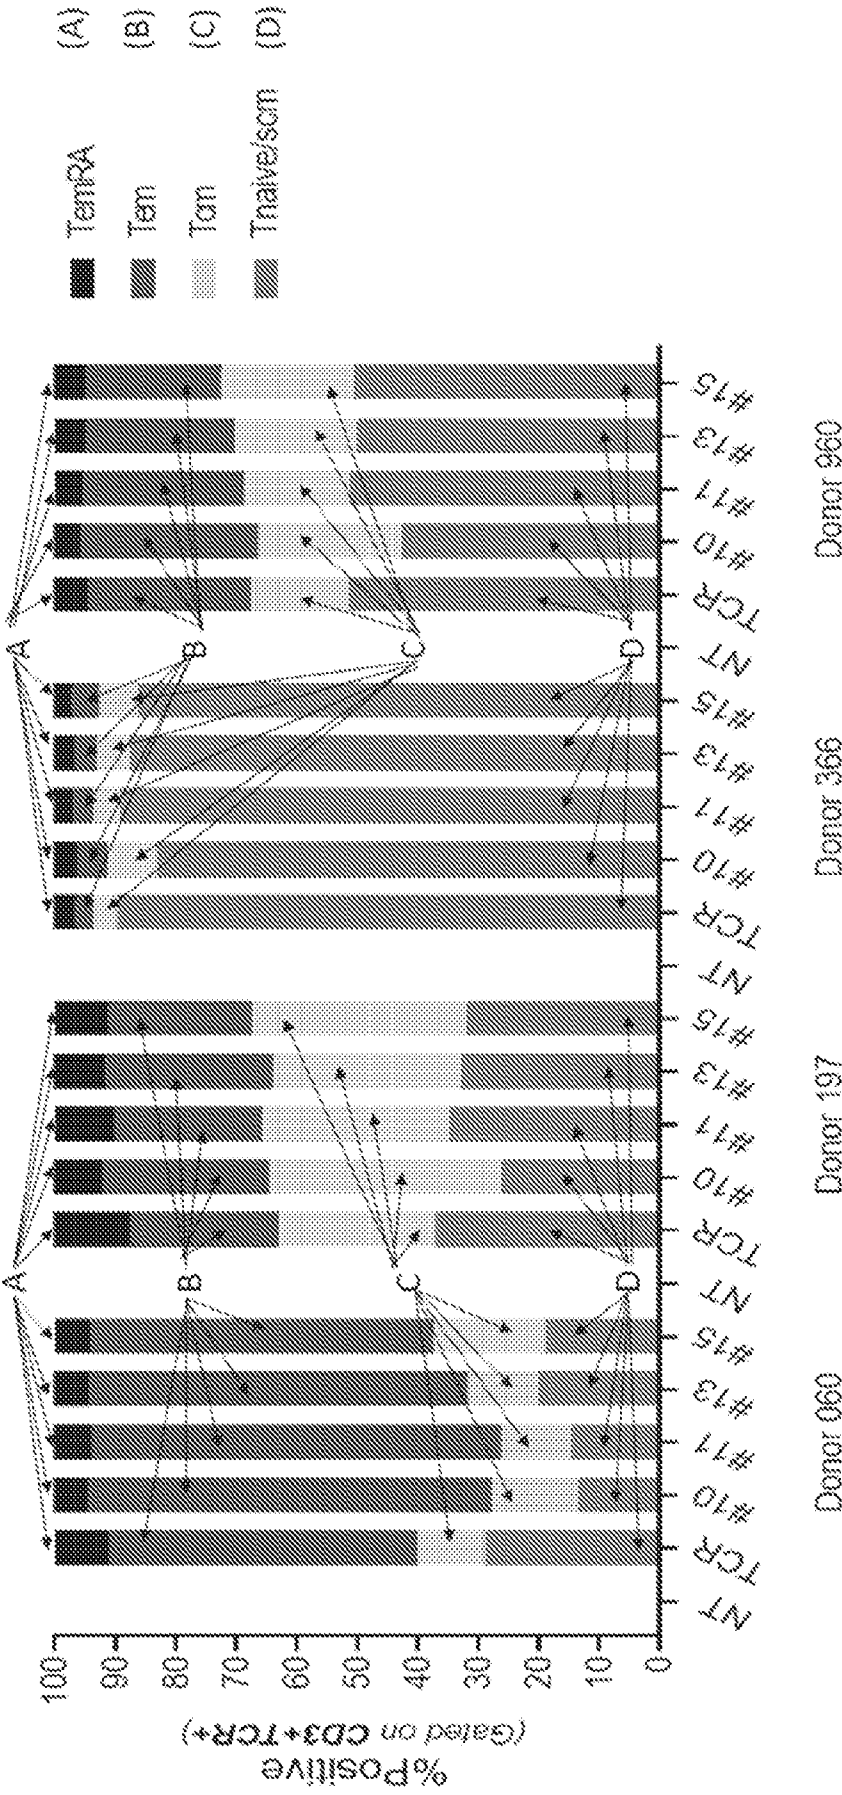 TemRA (A)
Tem (B)
Tcm (C)
Tnaive/scm (D)
%Positive
(Gated on CD3+TCR+)
100
90
80
70
60
50
40
30
20
10
0
A A
B B
C C
D D
NT TCR #10 #11 #13 #15 NT TCR #10 #11 #13 #15 NT TCR #10 #11 #13 #15 NT TCR #10 #11 #13 #15
Donor 060 Donor 197 Donor 366 Donor 960